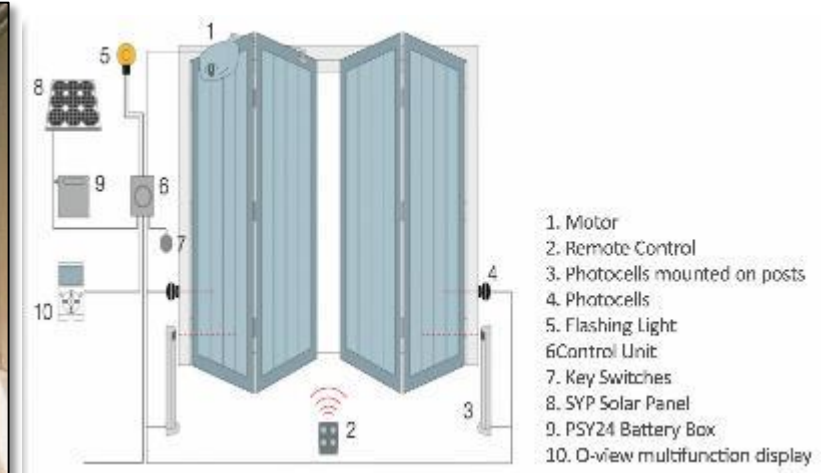 1
5
8
9
6
7
4
10
3
2
1. Motor
2. Remote Control
3. Photocells mounted on posts
4. Photocells
5. Flashing Light
6Control Unit
7. Key Switches
8. SYP Solar Panel
9. PSY24 Battery Box
10. O-view multifunction display